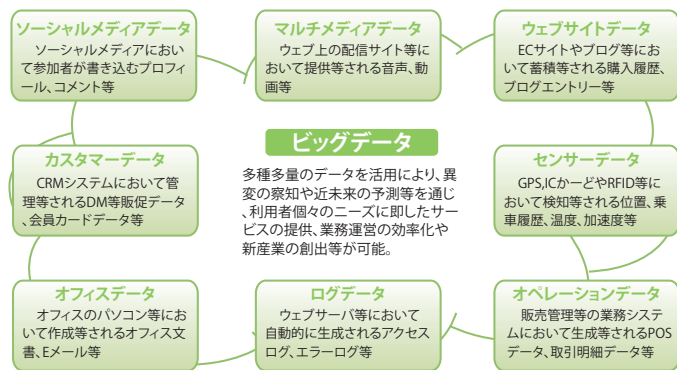 ソーシャルメディアデータ
ソーシャルメディアにおい
て参加者が書き込むプロフィ
ール、コメント等
マルチメディアデータ
ウェブ上の配信サイト等に
おいて提供等される音声、動
画等
ウェブサイトデータ
ECサイトやブログ等にお
いて蓄積等される購入履歴、
ブログエントリー等
カスタマーデータ
CRMシステムにおいて管
理等されるDM等販促データ
、会員カードデータ等
ビッグデータ
多種多量のデータを活用により、異
変の察知や近未来の予測等を通じ
、利用者個々のニーズに即したサー
ビスの提供、業務運営の効率化や
新産業の創出等が可能。
センサーデータ
GPS,ICかーどやRFID等に
おいて検知等される位置、乗
車履歴、温度、加速度等
オフィスデータ
オフィスのパソコン等にお
いて作成等されるオフィス文
書、Eメール等
ログデータ
ウェブサーバ等において
自動的に生成されるアクセス
ログ、エラーログ等
オペレーションデータ
販売管理等の業務システ
ムにおいて生成等されるPOS
データ、取引明細データ等